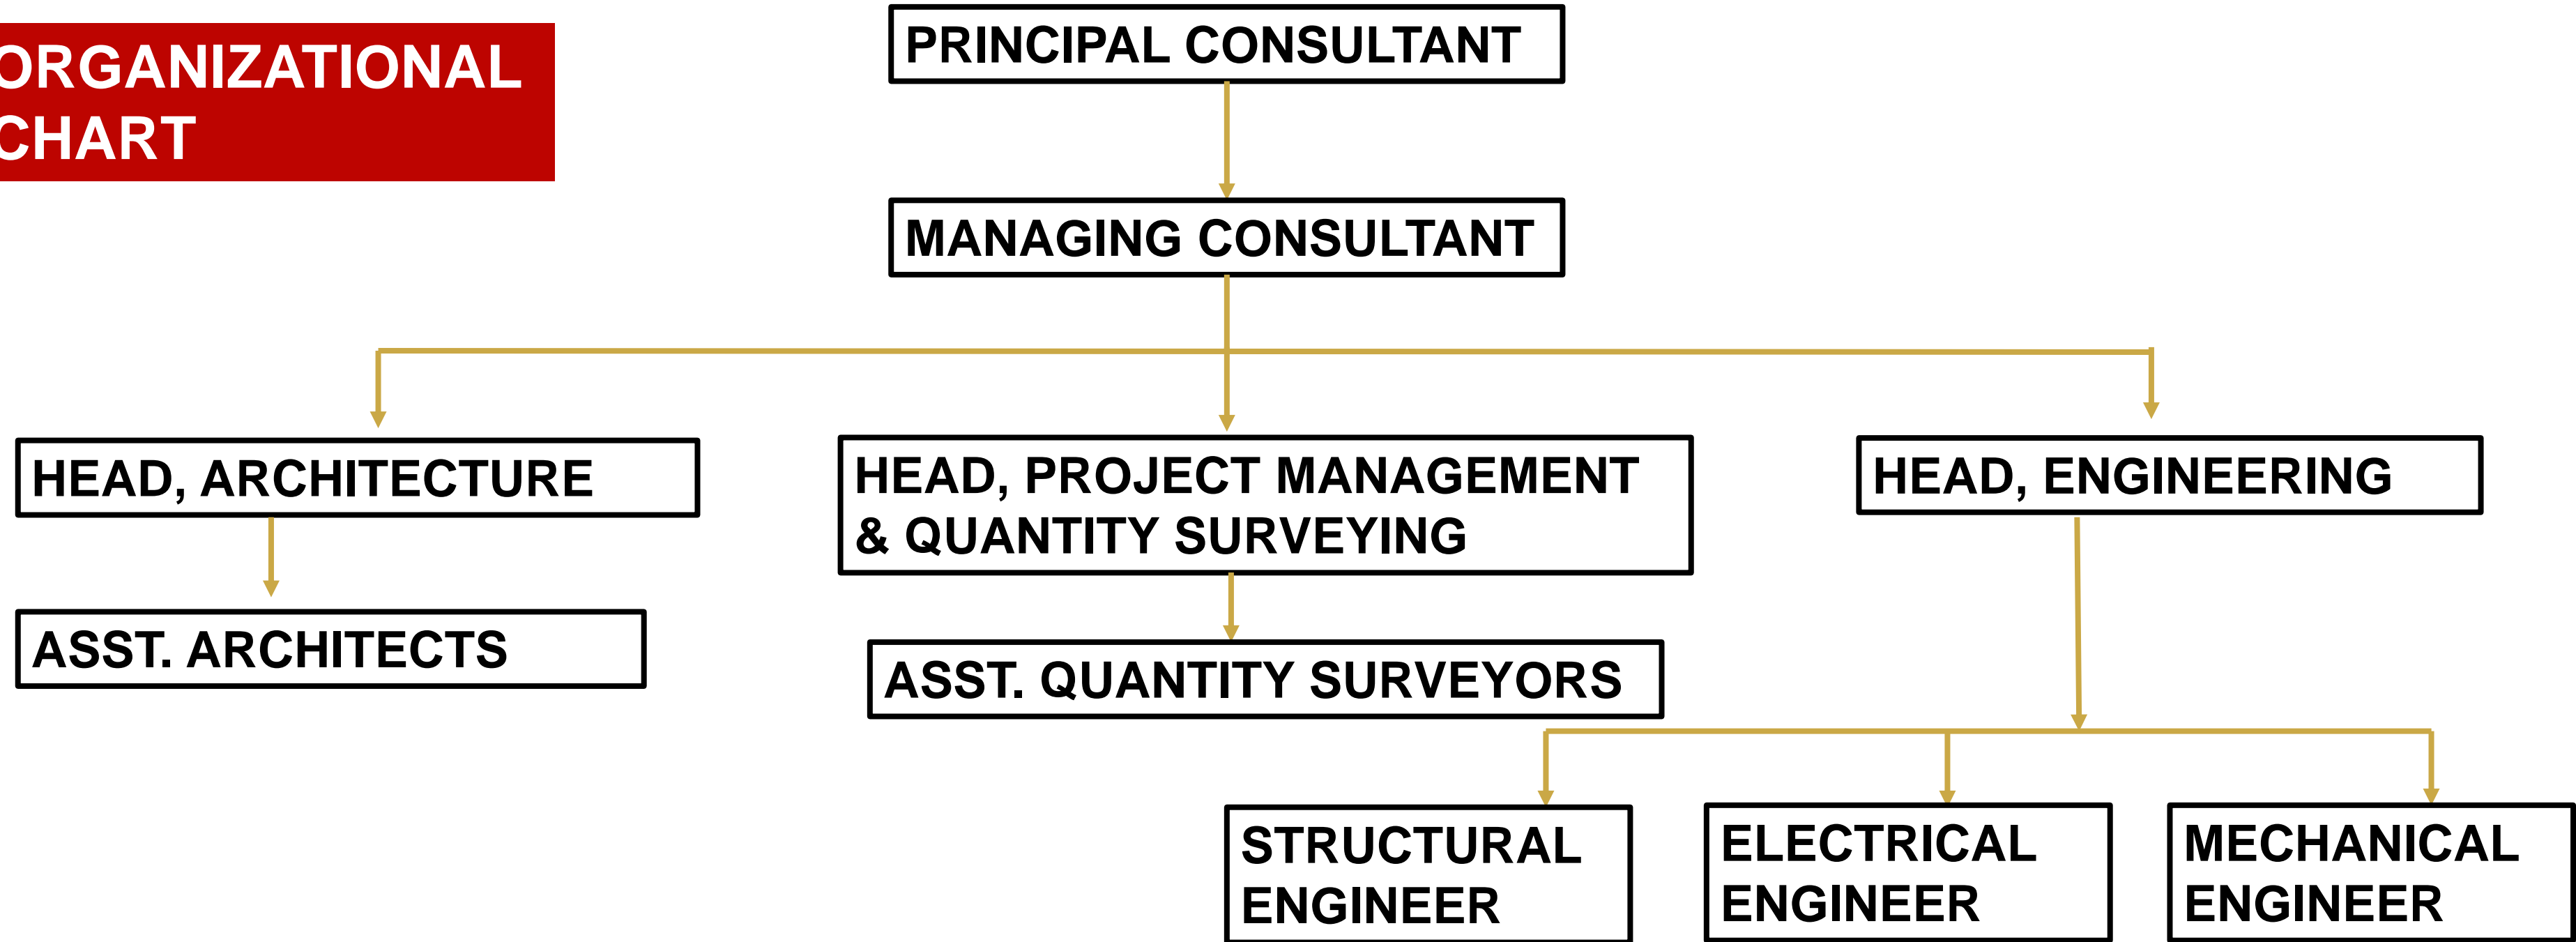 ORGANIZATIONAL
CHART
PRINCIPAL CONSULTANT
MANAGING CONSULTANT
HEAD, ARCHITECTURE
HEAD, PROJECT MANAGEMENT
& QUANTITY SURVEYING
HEAD, ENGINEERING
ASST. ARCHITECTS
ASST. QUANTITY SURVEYORS
STRUCTURAL
ENGINEER
ELECTRICAL
ENGINEER
MECHANICAL
ENGINEER